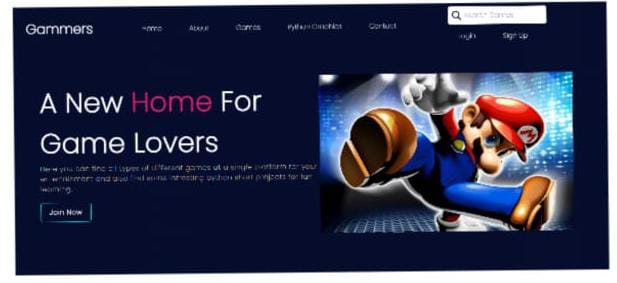 Gammers
Home About Games Python Graphics Contact
Search Games
Login Sign Up
A New Home For
Game Lovers
Here you can find all types of different games at a single platform for your
entertainment and also find some python short projects for fun
learning.
Join Now
M